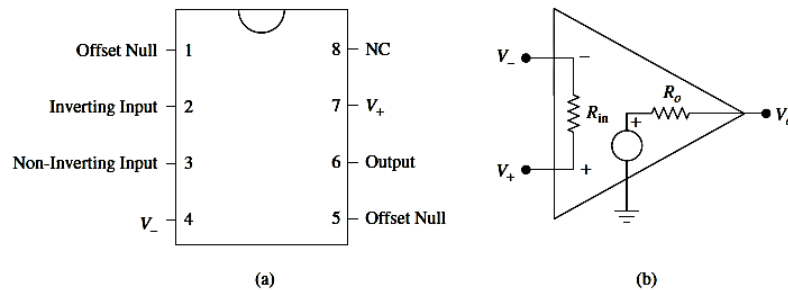 Offset Null 1
8 NC
Inverting Input 2
7 V+
Non-Inverting Input 3
6 Output
V− 4
5 Offset Null
(a)
V−
−
Rin
V+
+
+
Ro
(b)